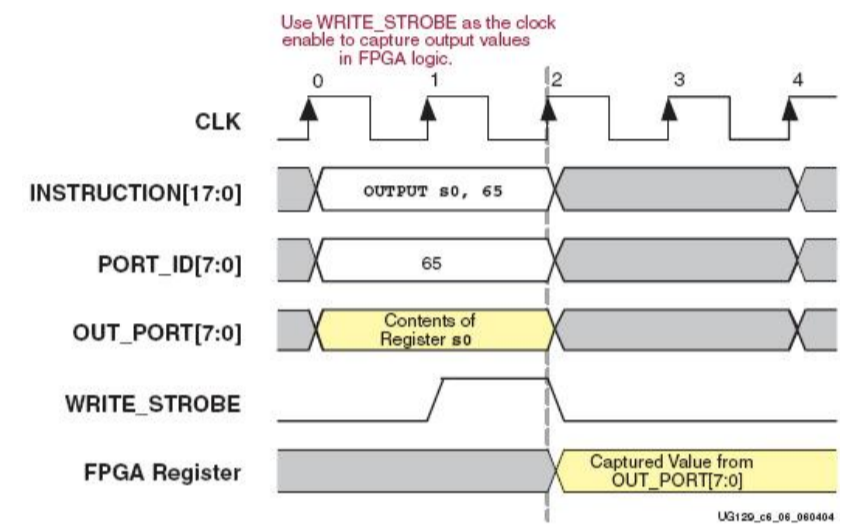 Use WRITE_STROBE as the clock
enable to capture output values
in FPGA logic.
0 1 2 3 4
CLK
INSTRUCTION[17:0] OUTPUT s0, 65
PORT_ID[7:0] 65
OUT_PORT[7:0] Contents of
Register s0
WRITE_STROBE
FPGA Register Captured Value from
OUT_PORT[7:0]
UG129_c6_06_060404